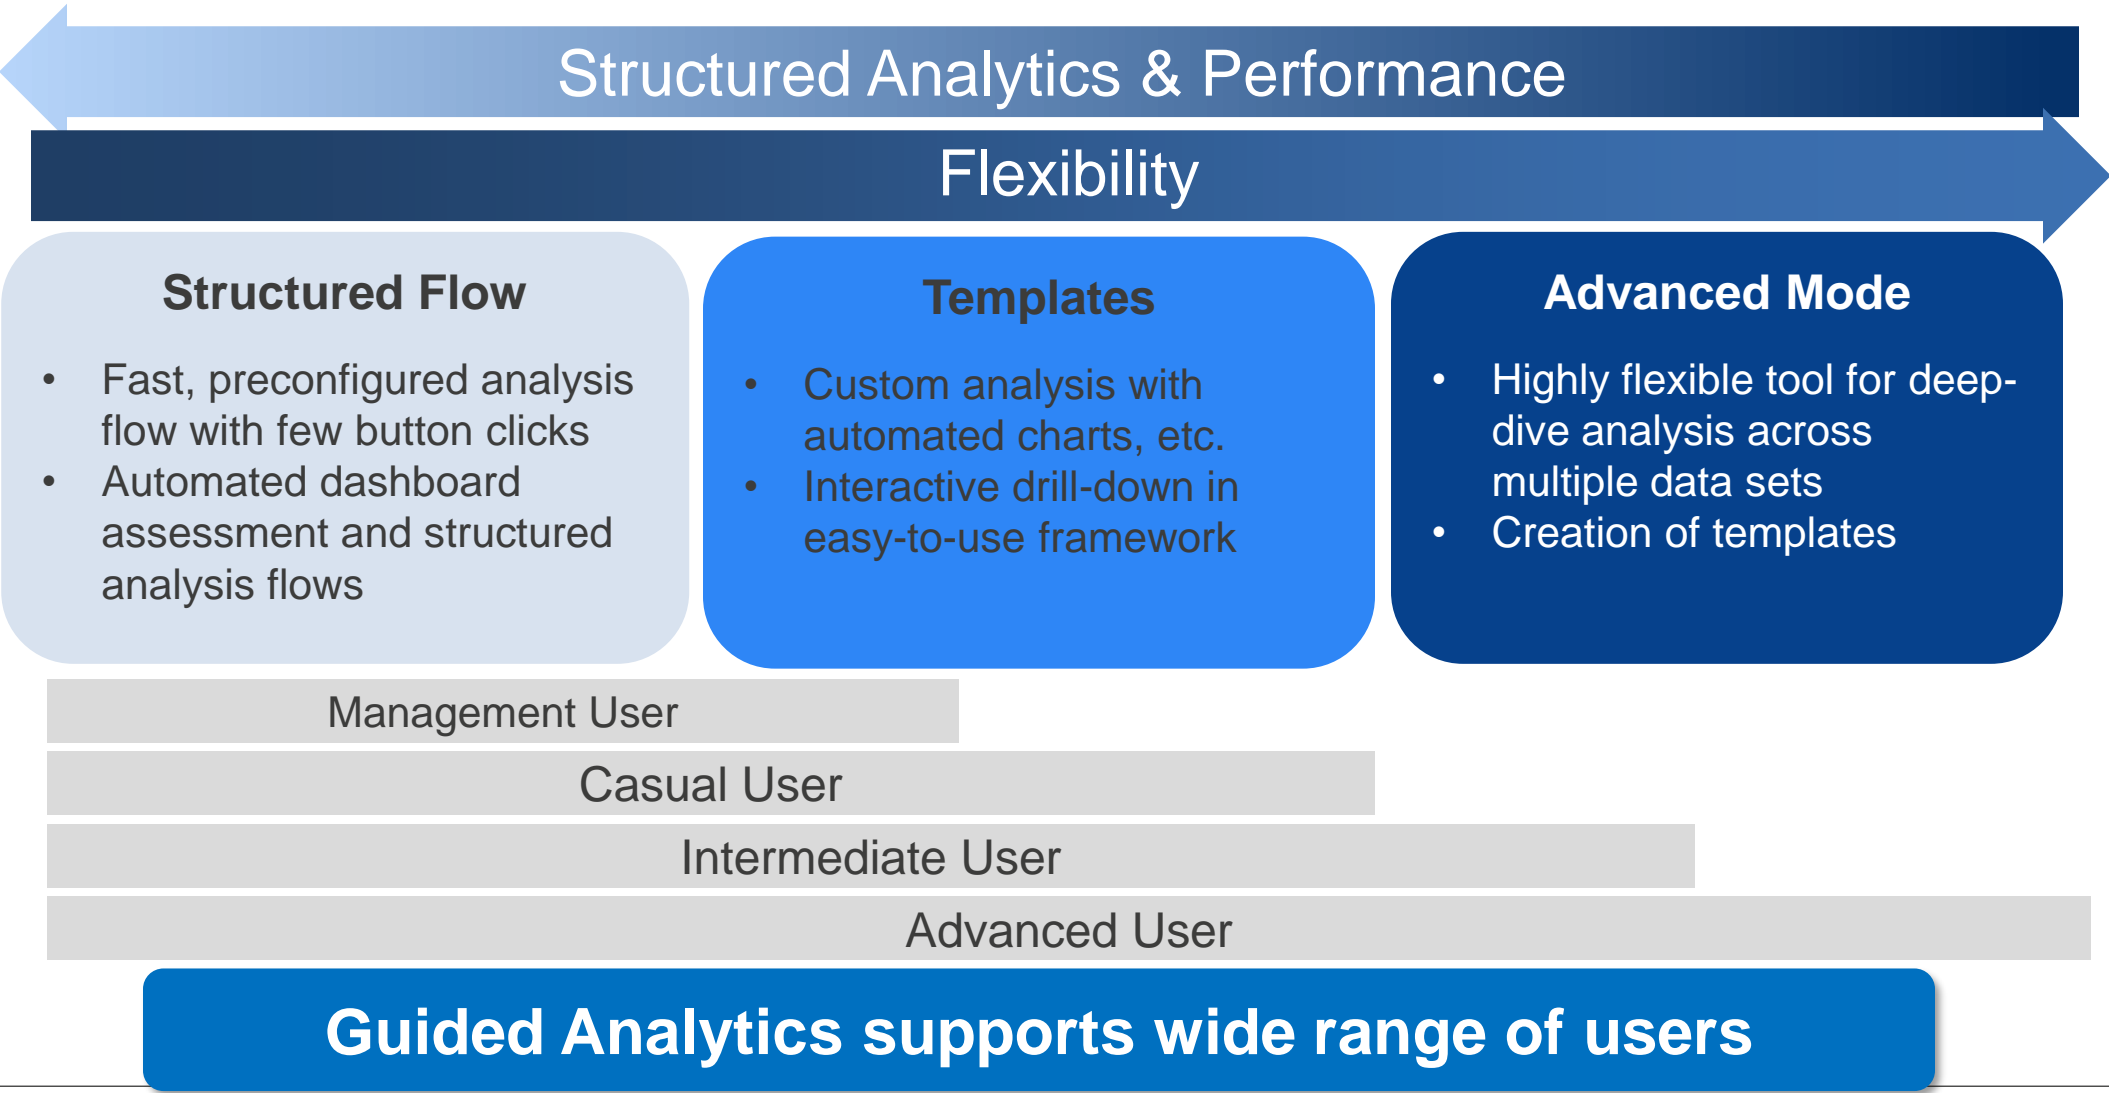 Structured Analytics & Performance
Flexibility
Structured Flow
• Fast, preconfigured analysis
flow with few button clicks
• Automated dashboard
assessment and structured
analysis flows
Templates
• Custom analysis with
automated charts, etc.
• Interactive drill-down in
easy-to-use framework
Advanced Mode
• Highly flexible tool for deep-
dive analysis across
multiple data sets
• Creation of templates
Management User
Casual User
Intermediate User
Advanced User
Guided Analytics supports wide range of users